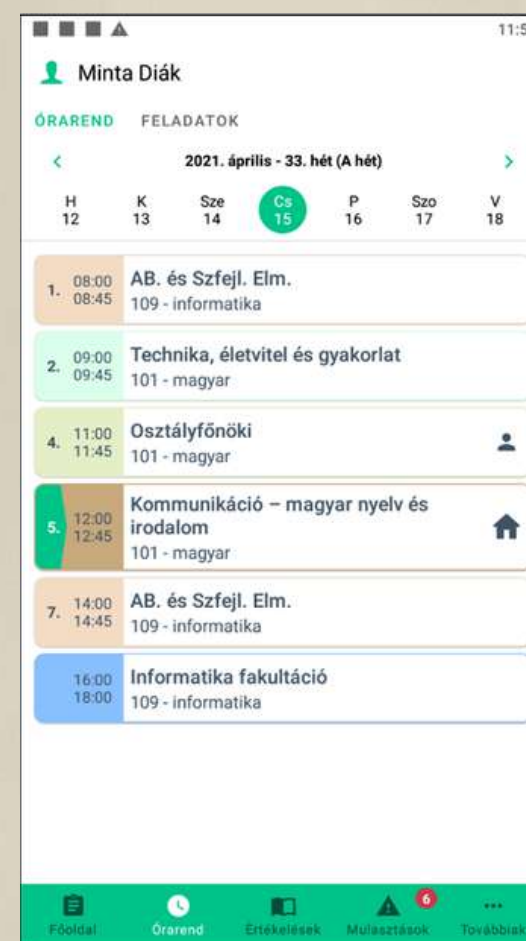 11:5
Minta Diák
ÓRAREND FELADATOK
2021. április - 33. hét (A hét)
H K Sze Cs P Szo V
12 13 14 15 16 17 18
1. 08:00 08:45
AB. és Szfejl. Elm.
109 - informatika
2. 09:00 09:45
Technika, életvitel és gyakorlat
101 - magyar
4. 11:00 11:45
Osztályfőnöki
101 - magyar
5. 12:00 12:45
Kommunikáció – magyar nyelv és
irodalom
101 - magyar
7. 14:00 14:45
AB. és Szfejl. Elm.
109 - informatika
16:00 18:00
Informatika fakultáció
109 - informatika
6
Főoldal Órarend Értékelések Mulasztások Továbbiak